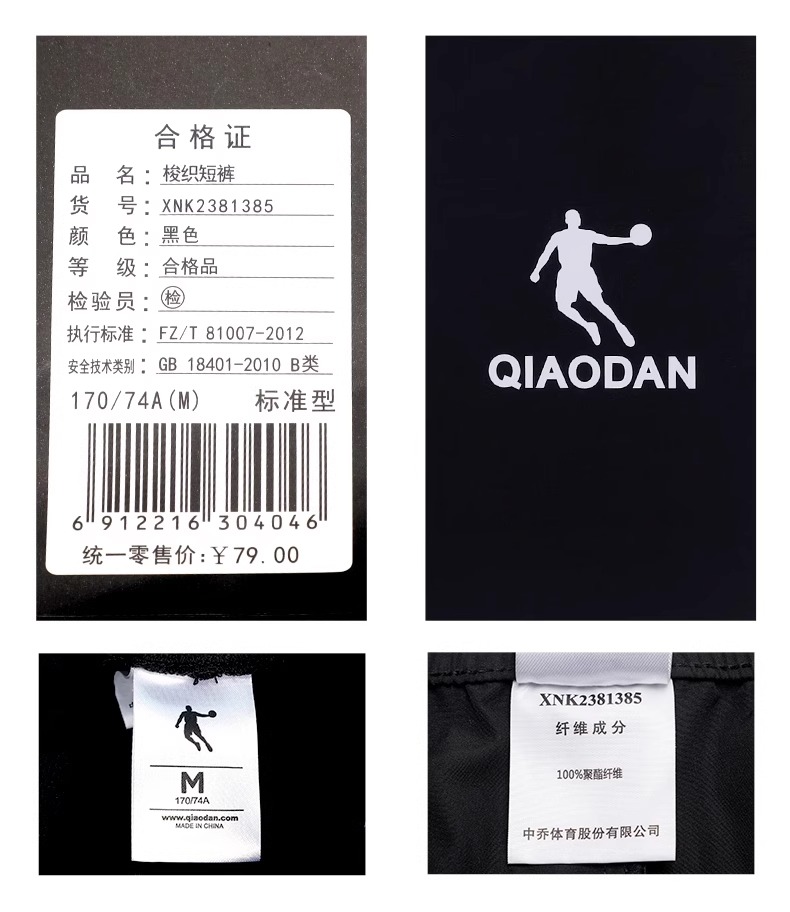 合格证
品 名：梭织短裤
货 号：XNK2381385
颜 色：黑色
等 级：合格品
检验员：检
执行标准：FZ/T 81007-2012
安全技术类别：GB 18401-2010 B类
170/74A(M) 标准型
6 912216 304046
统一零售价:￥79.00
QIAODAN
M
170/74A
www.qiaodan.com
MADE IN CHINA
XNK2381385
纤维成分
100%聚酯纤维
中乔体育股份有限公司